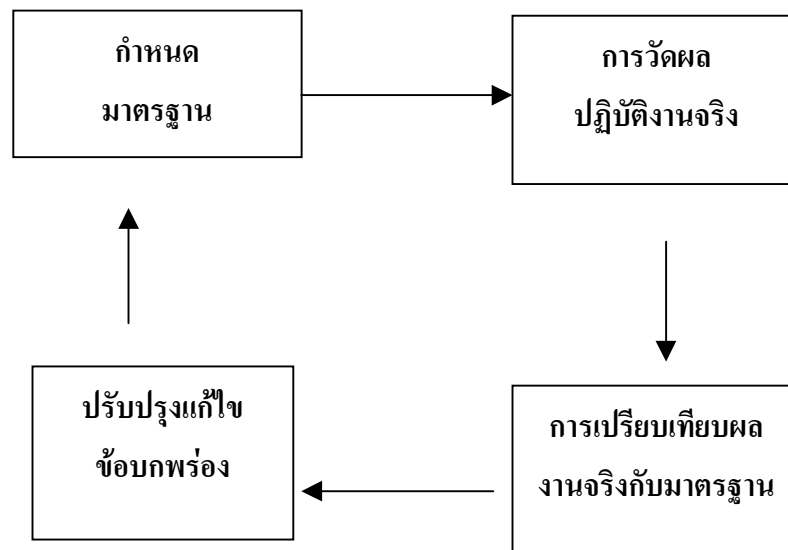 กำหนด
มาตรฐาน
การวัดผล
ปฏิบัติงานจริง
การเปรียบเทียบผล
งานจริงกับมาตรฐาน
ปรับปรุงแก้ไข
ข้อบกพร่อง